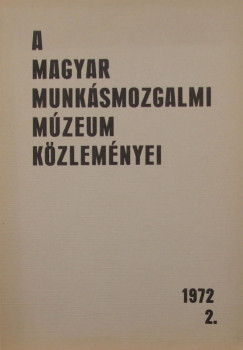 A
MAGYAR
MUNKÁSMOZGALMI
MÚZEUM
KÖZLEMÉNYEI
1972
2.